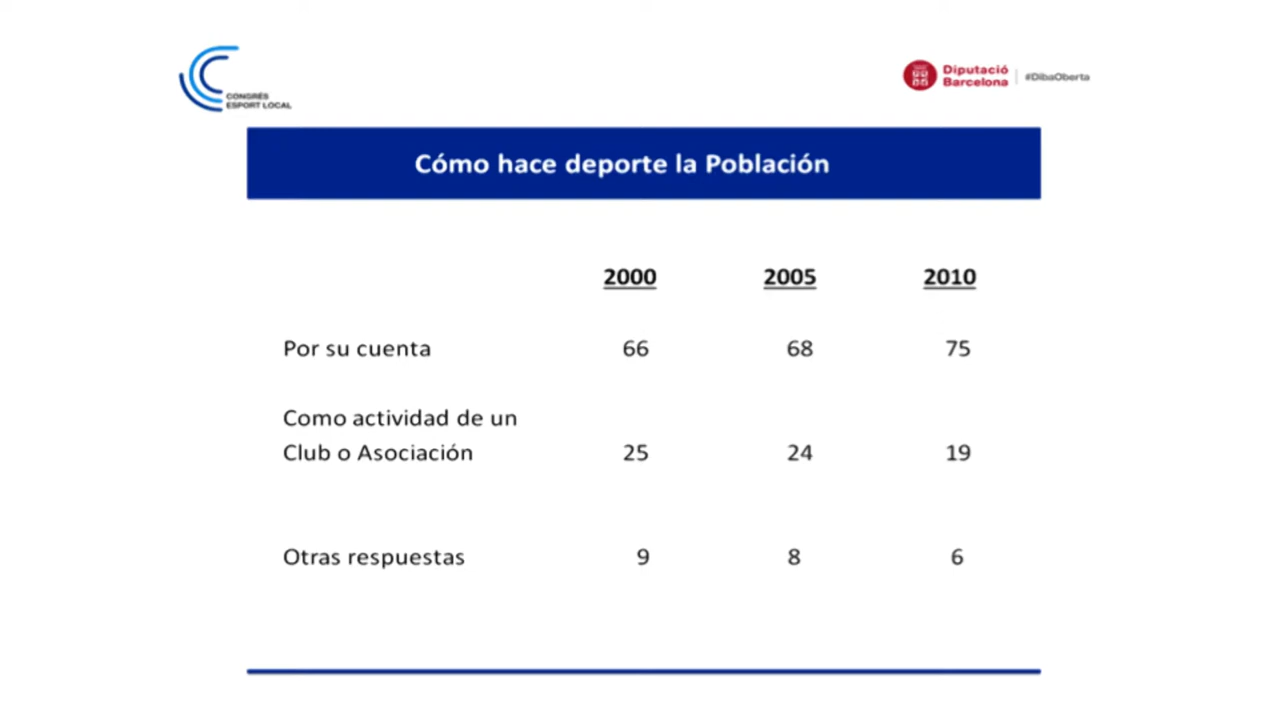 CONGRÉS
ESPORT LOCAL
Diputació
Barcelona
#DibaOberta
Cómo hace deporte la Población
2000 2005 2010
Por su cuenta 66 68 75
Como actividad de un
Club o Asociación 25 24 19
Otras respuestas 9 8 6